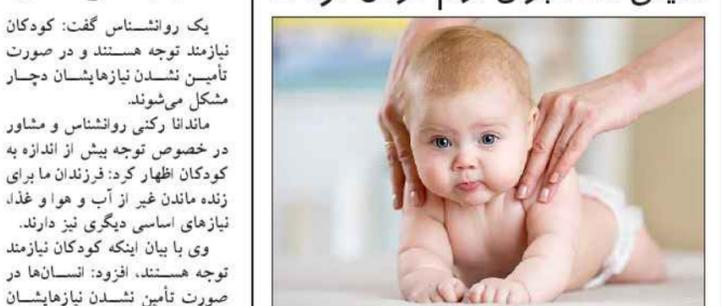 یک روانشناس گفت: کودکان
نیازمند توجه هستند و در صورت
تأمین نشدن نیازهایشان دچار
مشکل می‌شوند.
ماندانا رکنی روانشناس و مشاور
در خصوص توجه بیش از اندازه به
کودکان اظهار کرد: فرزندان ما برای
زنده ماندن غیر از آب و هوا و غذا،
نیازهای اساسی دیگری نیز دارند.
وی با بیان اینکه کودکان نیازمند
توجه هستند، افزود: انسان‌ها در
صورت تأمین نشدن نیازهایشان